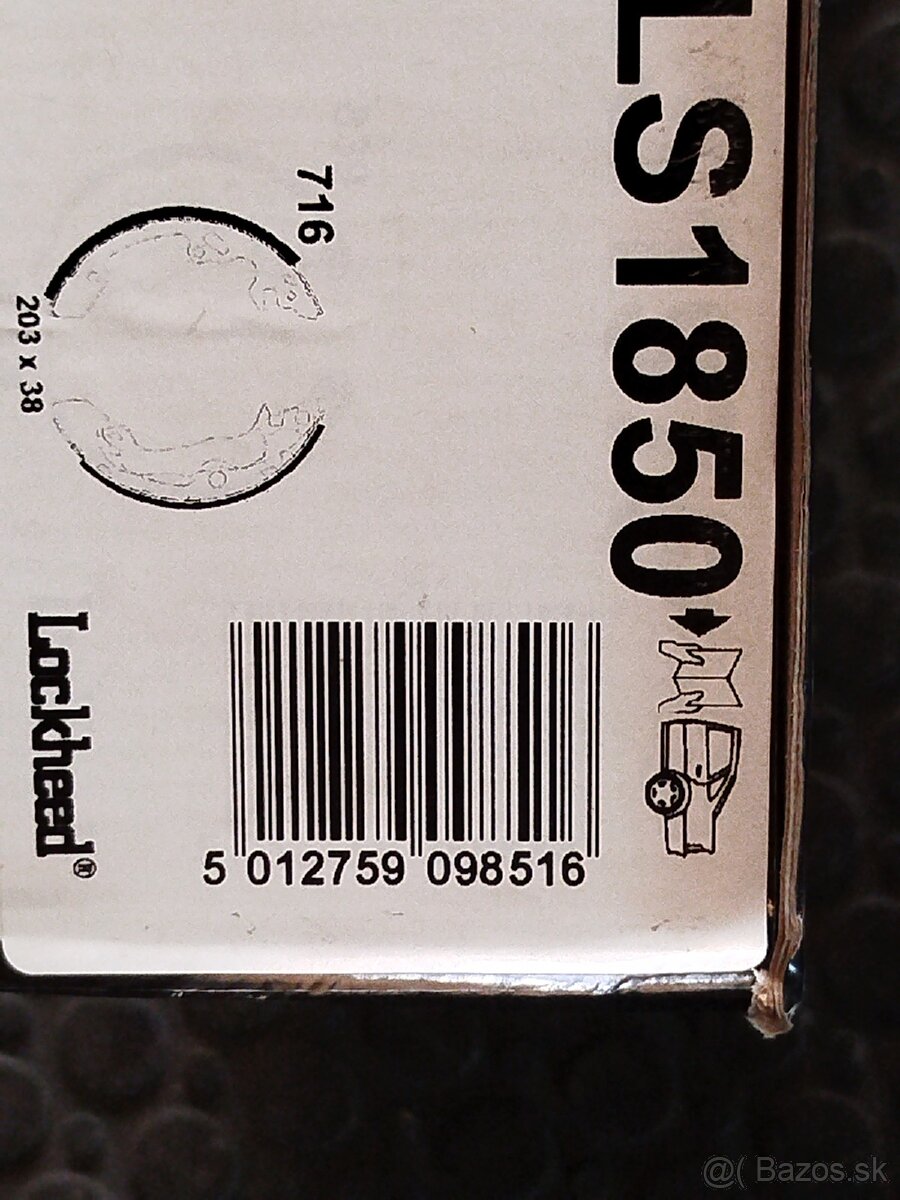 LS1850
716
203 x 38
Lockheed®
5 012759 098516
@( Bazos.sk